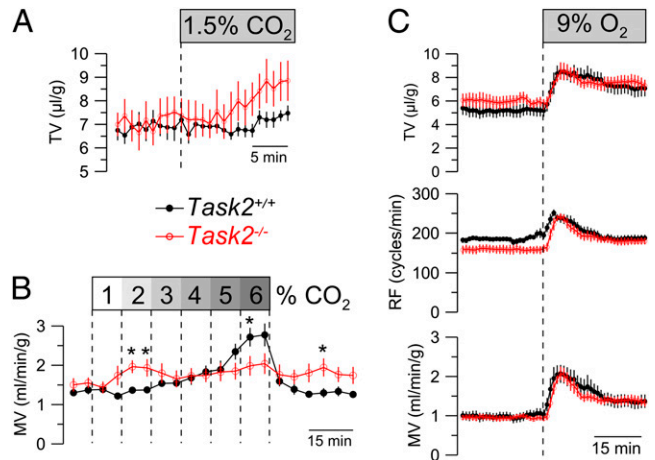 A
1.5% CO2
TV (µl/g)
10
9
8
7
6
5
5 min
Task2+/+
Task2-/-
B
1 2 3 4 5 6 % CO2
MV (ml/min/g)
3
2
1
0
* *
*
*
15 min
C
9% O2
TV (µl/g)
10
8
6
4
2
0
RF (cycles/min)
300
200
100
0
MV (ml/min/g)
3
2
1
0
15 min